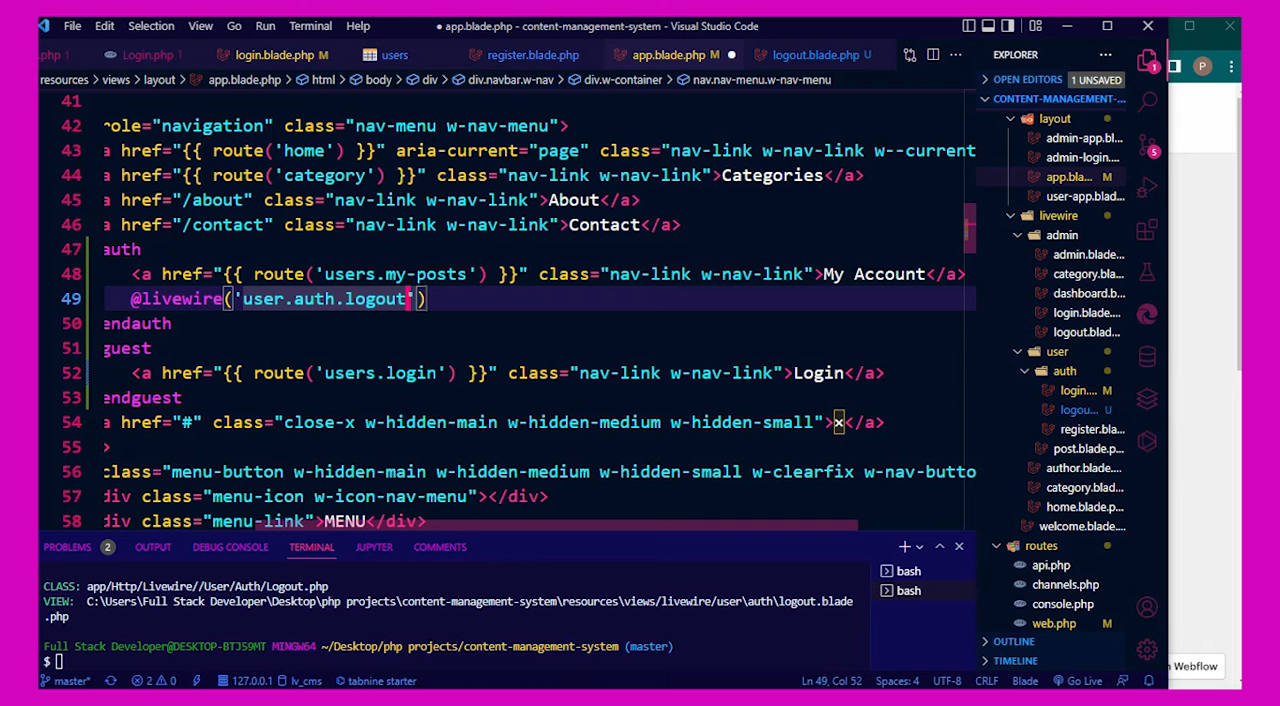 File Edit Selection View Go Run Terminal Help ● app.blade.php - content-management-system - Visual Studio Code
.php 1 Login.php 1 login.blade.php M users register.blade.php app.blade.php M logout.blade.php U
resources > views > layout > app.blade.php > html > body > div > div.navbar.w-nav > div.w-container > nav.nav-menu.w-nav-menu
41
42 role="navigation" class="nav-menu w-nav-menu">
43 a href="{{ route('home') }}" aria-current="page" class="nav-link w-nav-link w--current
44 a href="{{ route('category') }}" class="nav-link w-nav-link">Categories</a>
45 a href="/about" class="nav-link w-nav-link">About</a>
46 a href="/contact" class="nav-link w-nav-link">Contact</a>
47 auth
48 <a href="{{ route('users.my-posts') }}" class="nav-link w-nav-link">My Account</a>
49 @livewire('user.auth.logout')
50 endauth
51 guest
52 <a href="{{ route('users.login') }}" class="nav-link w-nav-link">Login</a>
53 endguest
54 a href="#" class="close-x w-hidden-main w-hidden-medium w-hidden-small">×</a>
55 >
56 class="menu-button w-hidden-main w-hidden-medium w-hidden-small w-clearfix w-nav-butto
57 div class="menu-icon w-icon-nav-menu"></div>
58 div class="menu-link">MENU</div>
PROBLEMS 2 OUTPUT DEBUG CONSOLE TERMINAL JUPYTER COMMENTS
CLASS: app/Http/Livewire//User/Auth/Logout.php
VIEW: C:\Users\Full Stack Developer\Desktop\php projects\content-management-system\resources\views/livewire/user\auth\logout.blade
.php
Full Stack Developer@DESKTOP-BTJ59MT MINGW64 ~/Desktop/php projects/content-management-system (master)
$
bash
bash
EXPLORER
OPEN EDITORS 1 UNSAVED
CONTENT-MANAGEMENT-...
layout
admin-app.bl...
admin-login....
app.bla... M
user-app.blad...
livewire
admin
admin.blade...
category.bla...
dashboard.b...
login.blade....
logout.blad...
user
auth
login.... M
logou... U
register.bla...
post.blade.p...
author.blade...
category.blad...
home.blade.p...
welcome.blade...
routes
api.php
channels.php
console.php
web.php M
OUTLINE
TIMELINE
1
5
P
n Webflow
master* 2 0 127.0.0.1 lv_cms tabnine starter Ln 49, Col 52 Spaces: 4 UTF-8 CRLF Blade Go Live